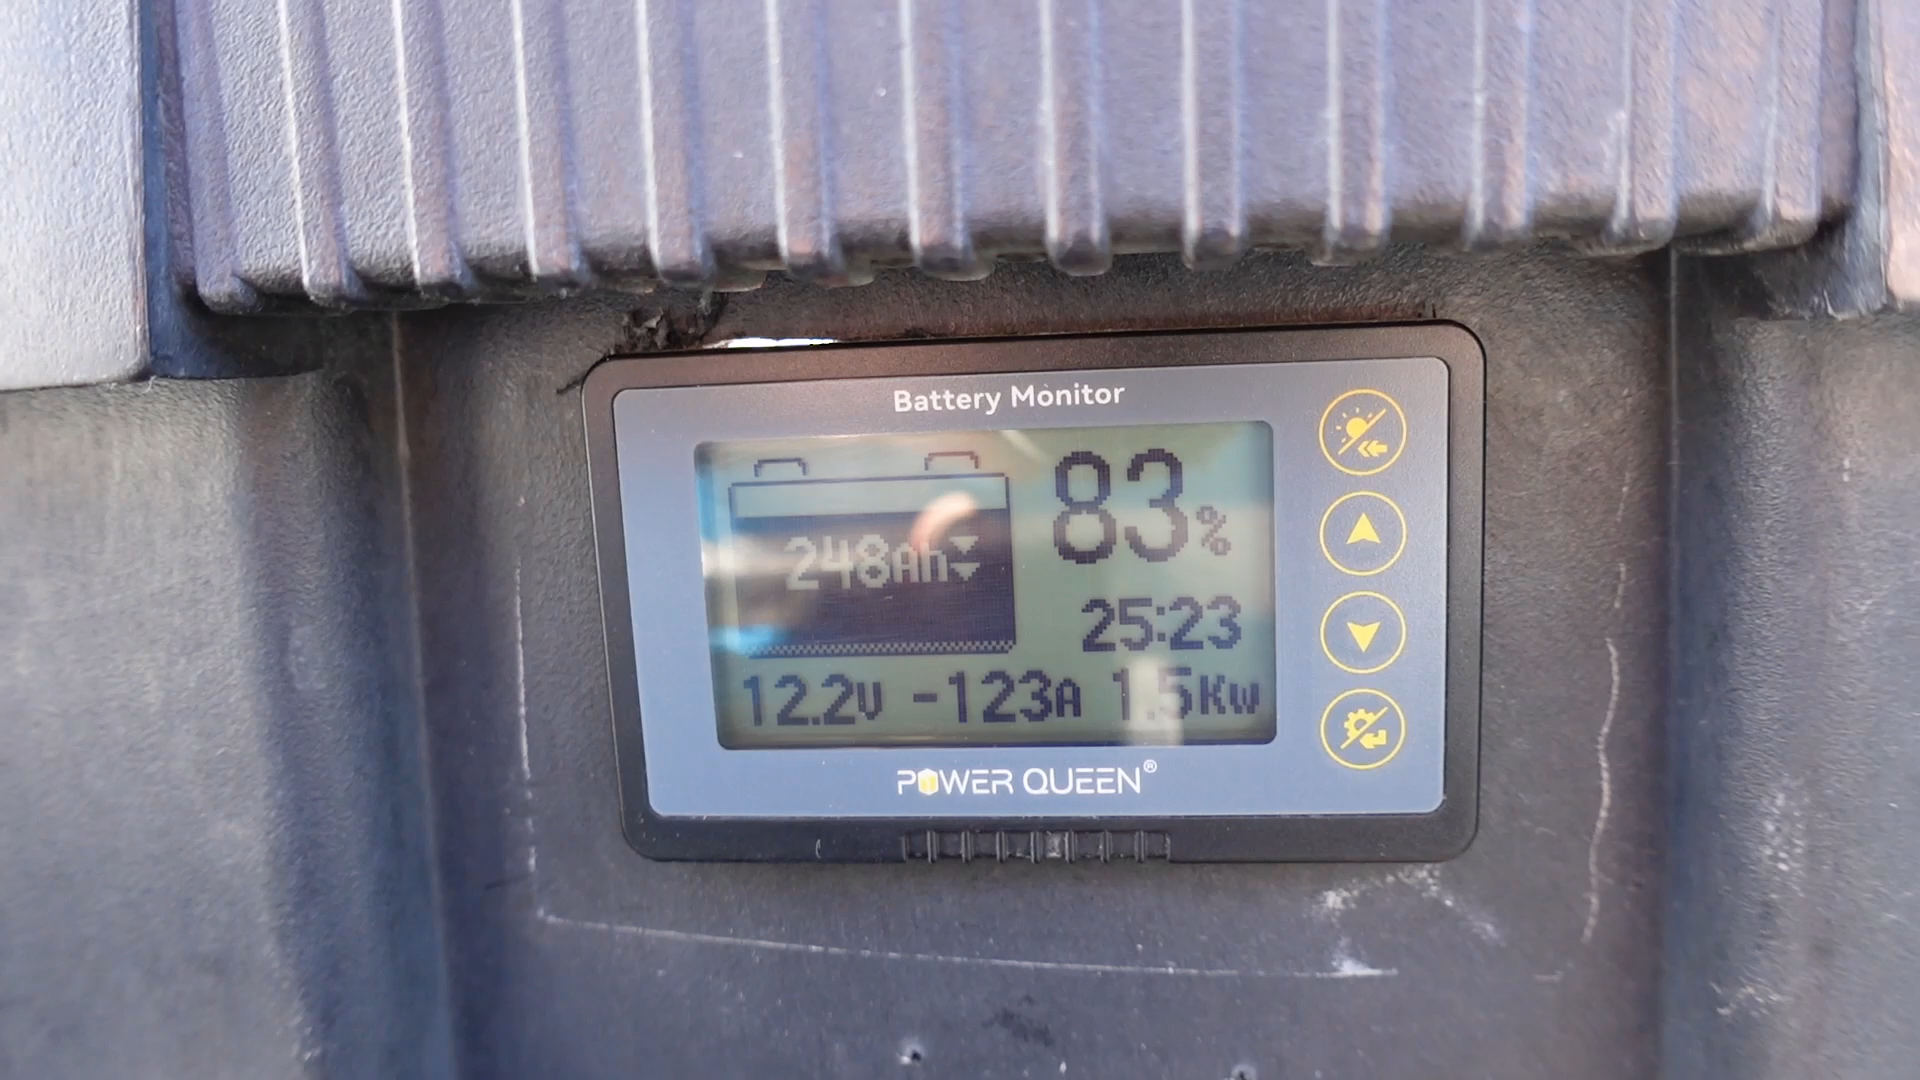 Battery Monitor
248Ah
83%
25:23
12.2V -123A 1.5Kw
POWER QUEEN®